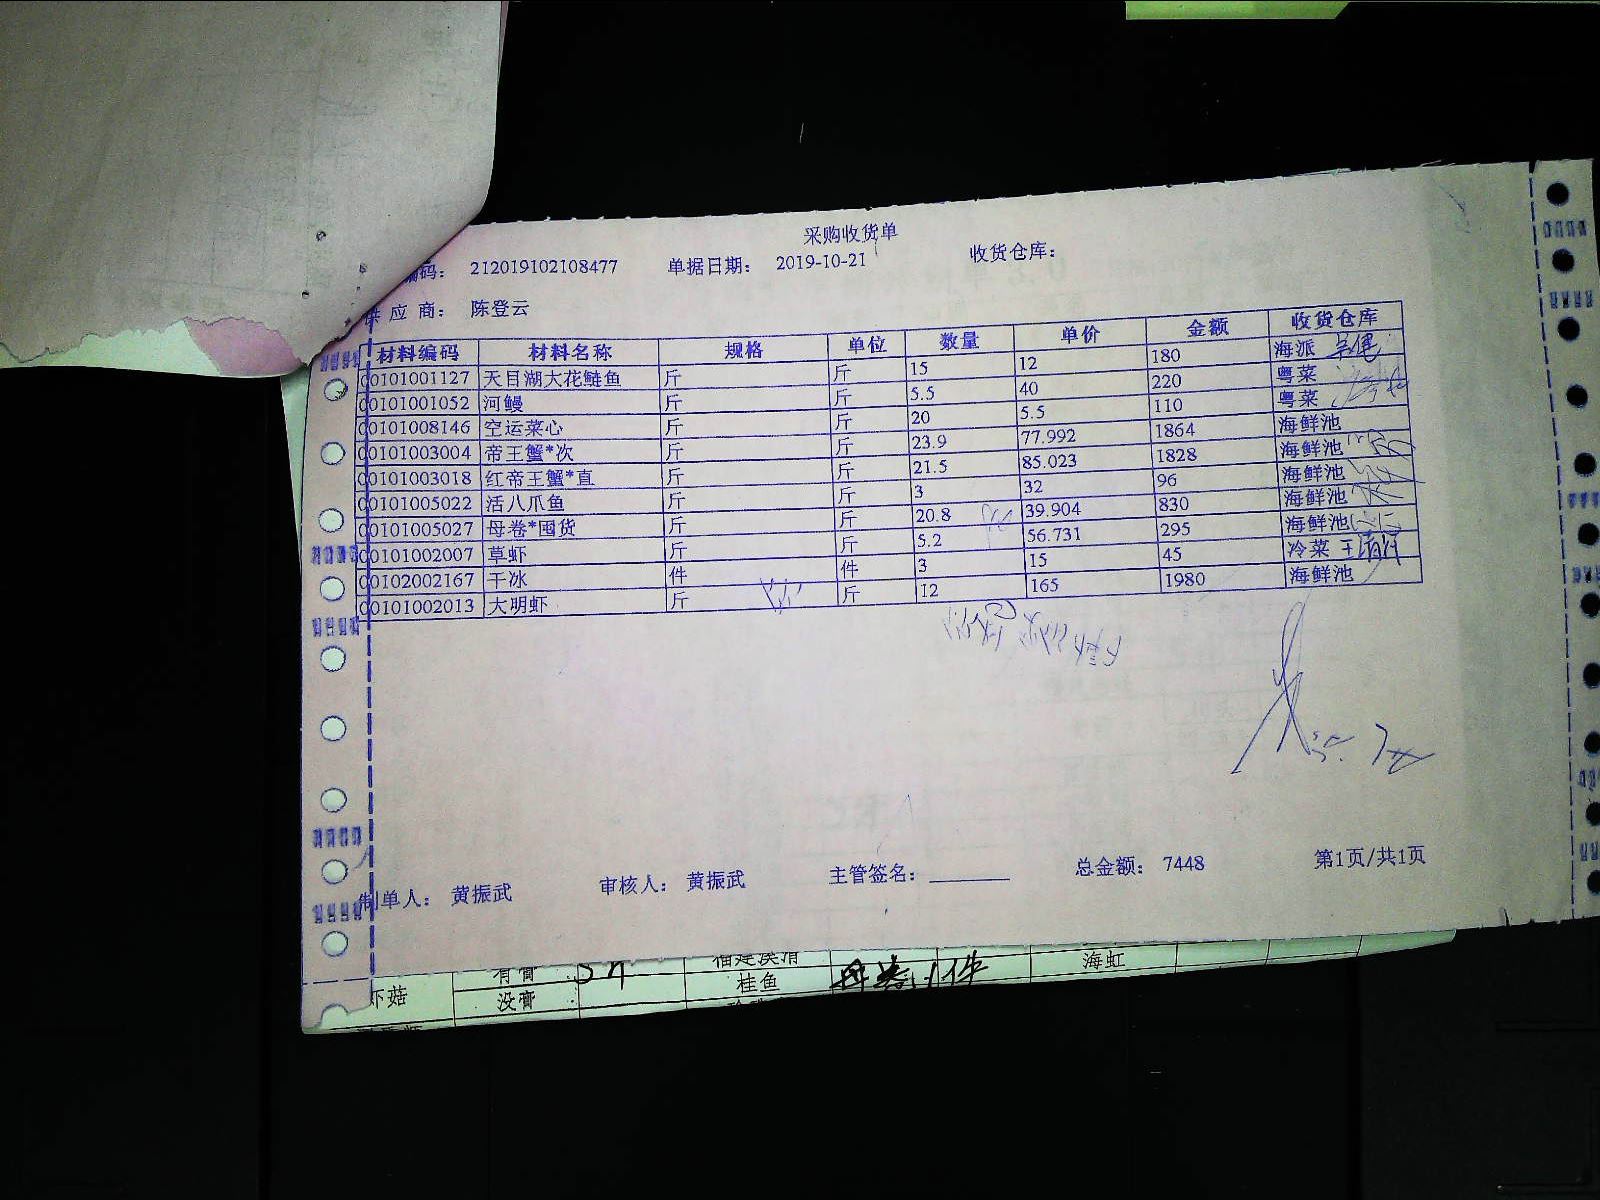 采购收货单
编码： 212019102108477 单据日期： 2019-10-21 收货仓库：
供应商： 陈登云
材料编码 材料名称 规格 单位 数量 单价 金额 收货仓库
00101001127 天目湖大花鲢鱼 斤 斤 15 12 180 海派
00101001052 河鳗 斤 斤 5.5 40 220 粤菜
00101008146 空运菜心 斤 斤 20 5.5 110 粤菜
00101003004 帝王蟹*次 斤 斤 23.9 77.992 1864 海鲜池
00101003018 红帝王蟹*直 斤 斤 21.5 85.023 1828 海鲜池
00101005022 活八爪鱼 斤 斤 3 32 96 海鲜池
00101005027 母卷*囤货 斤 斤 20.8 39.904 830 海鲜池
00101002007 草虾 斤 斤 5.2 56.731 295 海鲜池
00102002167 干冰 件 件 3 15 45 冷菜
00101002013 大明虾 斤 斤 12 165 1980 海鲜池
制单人： 黄振武 审核人： 黄振武 主管签名： 总金额： 7448 第1页/共1页
有膏 福建澳滑 海虹
虾菇 桂鱼
没膏